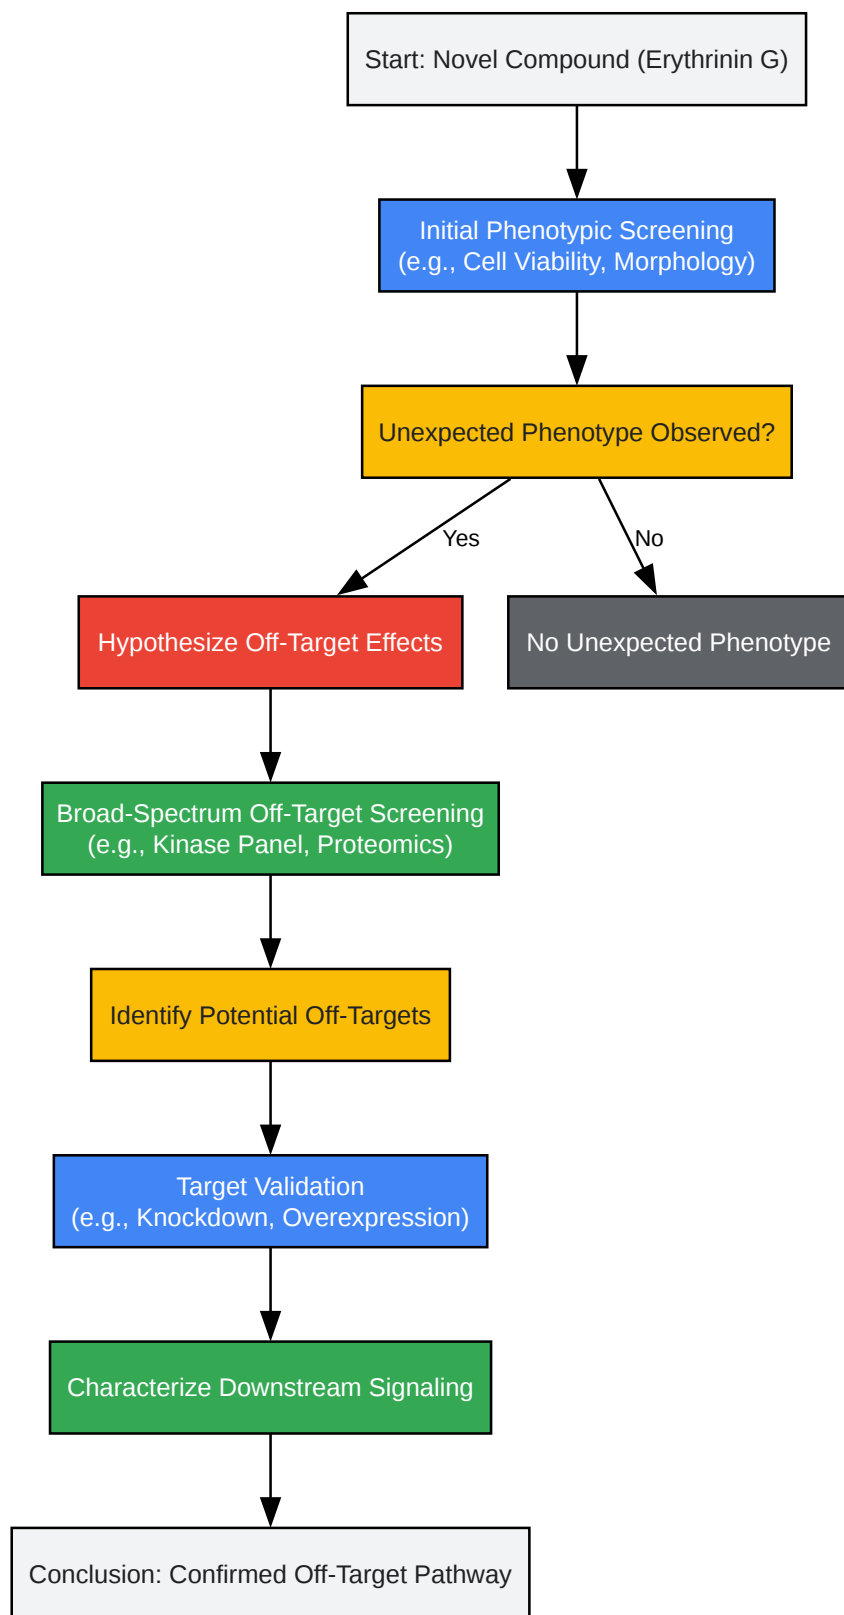 Start: Novel Compound (Erythrinin G)
Initial Phenotypic Screening
(e.g., Cell Viability, Morphology)
Unexpected Phenotype Observed?
Yes
No
Hypothesize Off-Target Effects
No Unexpected Phenotype
Broad-Spectrum Off-Target Screening
(e.g., Kinase Panel, Proteomics)
Identify Potential Off-Targets
Target Validation
(e.g., Knockdown, Overexpression)
Characterize Downstream Signaling
Conclusion: Confirmed Off-Target Pathway